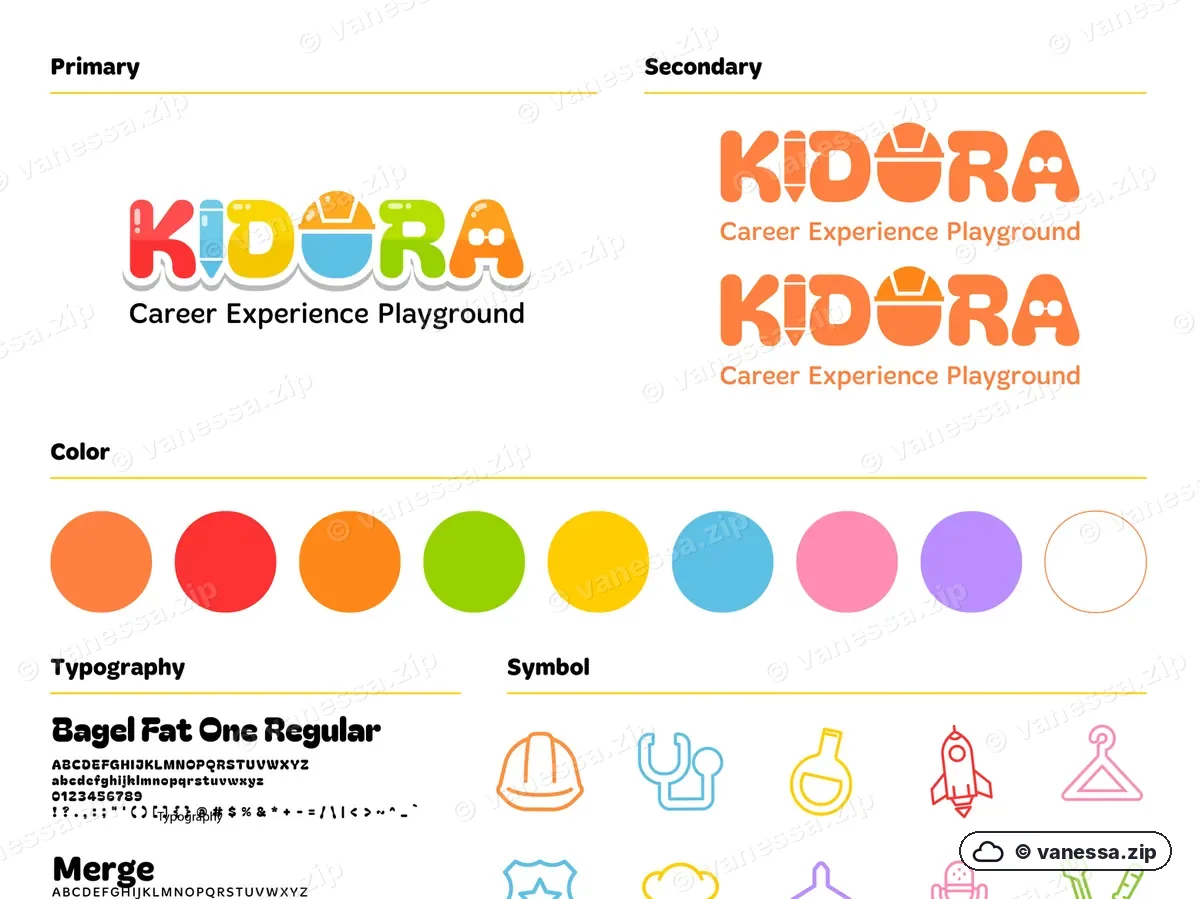 Primary
Secondary
KIDORA
Career Experience Playground
KIDORA
Career Experience Playground
KIDORA
Career Experience Playground
Color
Typography
Symbol
Bagel Fat One Regular
ABCDEFGHIJKLMNOPQRSTUVWXYZ
abcdefghijklmnopqrstuvwxyz
0123456789
! ? . , : ; " ' ( ) [ ] { } @ # $ % & * + - = / \ | < > ~ ^ _ `
Typography
Merge
ABCDEFGHIJKLMNOPQRSTUVWXYZ
© vanessa.zip